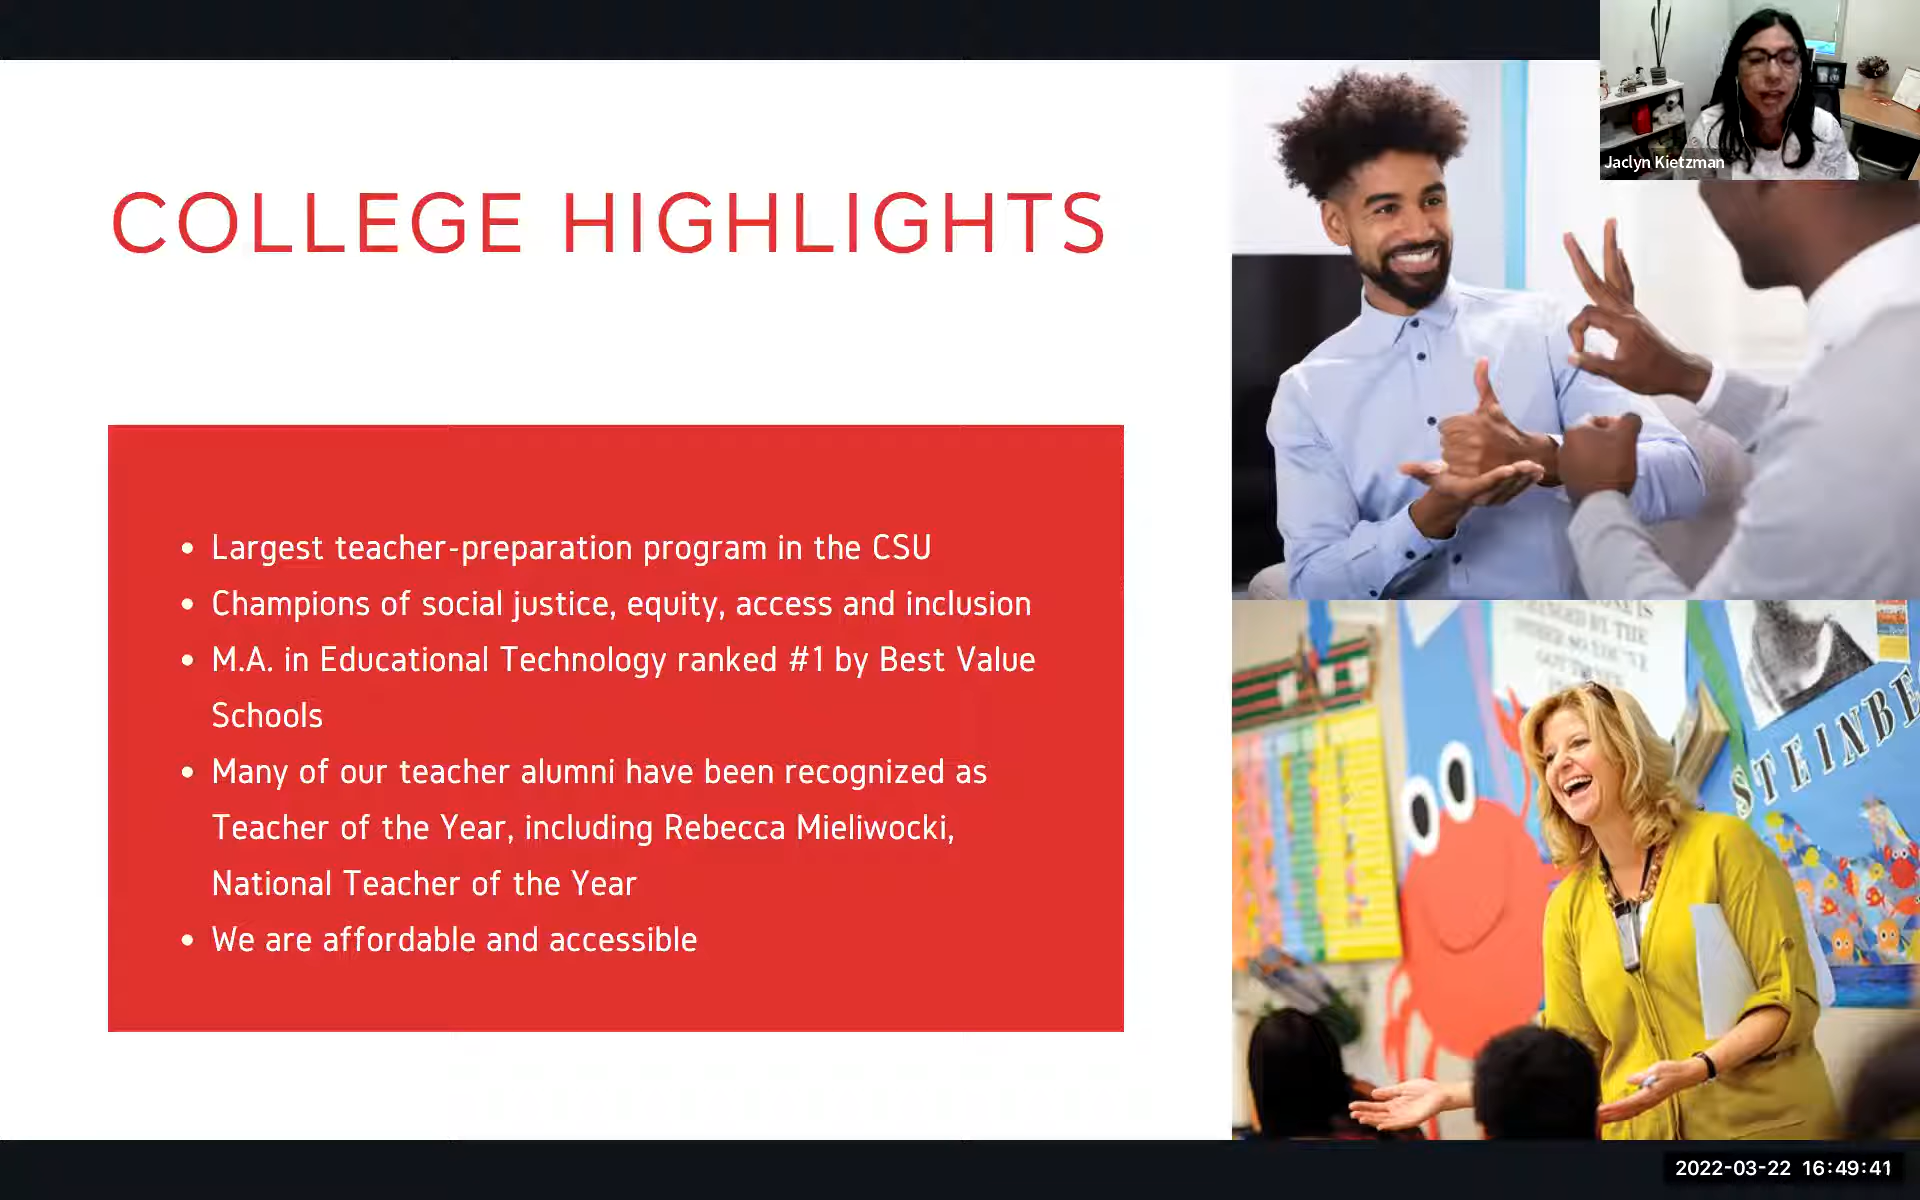 Jaclyn Kietzman
COLLEGE HIGHLIGHTS
• Largest teacher-preparation program in the CSU
• Champions of social justice, equity, access and inclusion
• M.A. in Educational Technology ranked #1 by Best Value
Schools
• Many of our teacher alumni have been recognized as
Teacher of the Year, including Rebecca Mieliwocki,
National Teacher of the Year
• We are affordable and accessible
STEINBE
2022-03-22 16:49:41